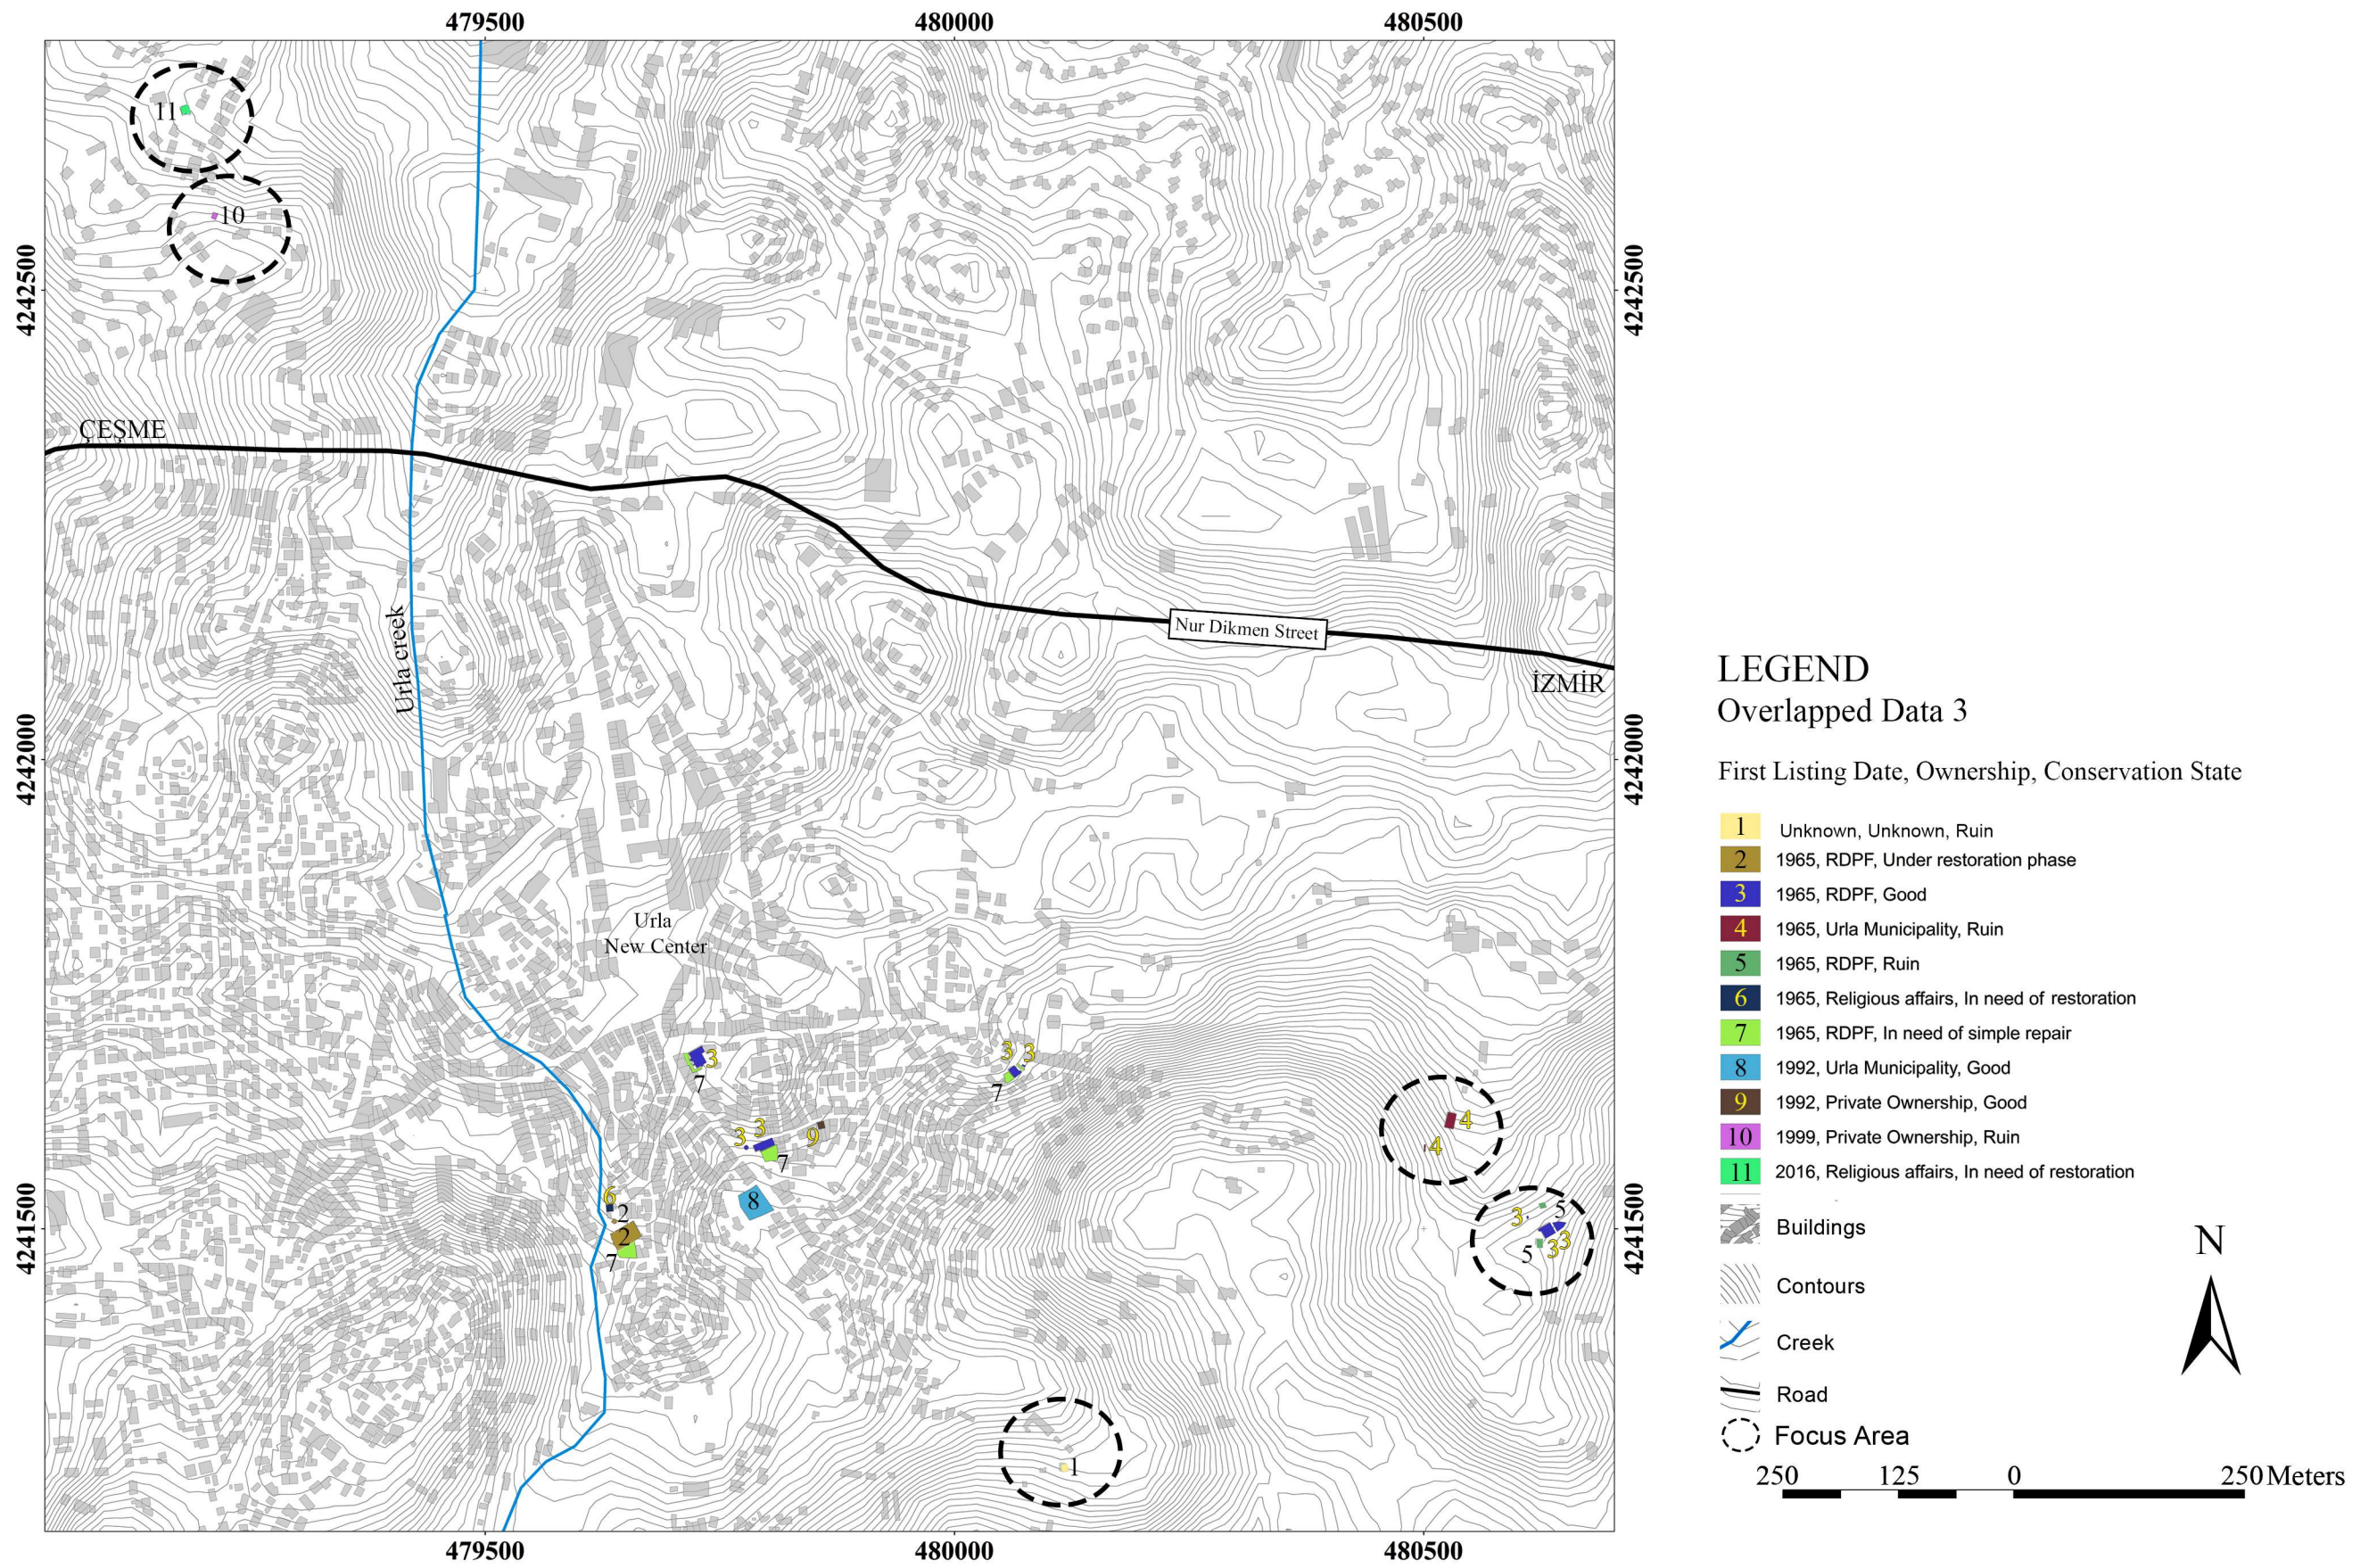 479500 480000 480500
11
10
4242500 4242500
ÇEŞME
Urla creek
Nur Dikmen Street
İZMİR
4242000 4242000
Urla
New Center
3
7
3 3
7
3 3
9
7
4
4
6
2
2
7
8
3
5
3 3
5
4241500 4241500
1
479500 480000 480500
LEGEND
Overlapped Data 3
First Listing Date, Ownership, Conservation State
1 Unknown, Unknown, Ruin
2 1965, RDPF, Under restoration phase
3 1965, RDPF, Good
4 1965, Urla Municipality, Ruin
5 1965, RDPF, Ruin
6 1965, Religious affairs, In need of restoration
7 1965, RDPF, In need of simple repair
8 1992, Urla Municipality, Good
9 1992, Private Ownership, Good
10 1999, Private Ownership, Ruin
11 2016, Religious affairs, In need of restoration
Buildings
Contours
Creek
Road
Focus Area
N
250 125 0 250 Meters